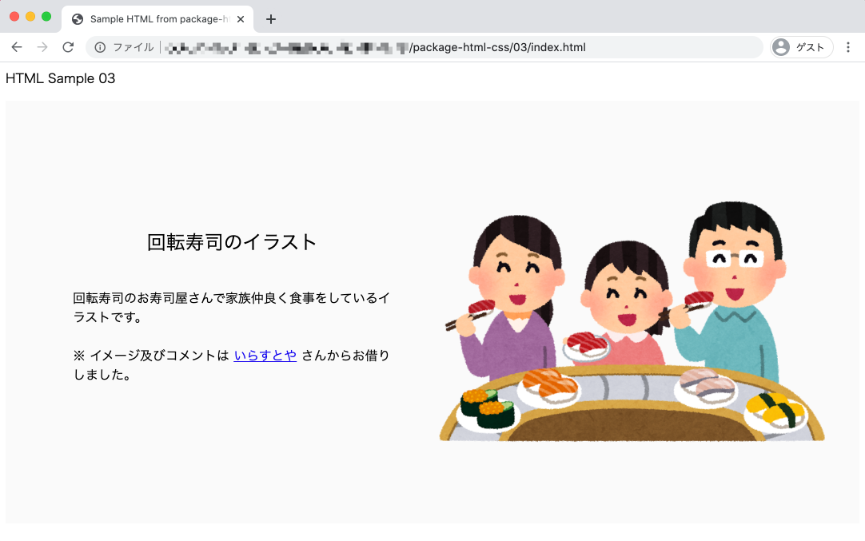 Sample HTML from package-h
ファイル
/package-html-css/03/index.html
ゲスト
HTML Sample 03
回転寿司のイラスト
回転寿司のお寿司屋さんで家族仲良く食事をしているイ
ラストです。
※ イメージ及びコメントは いらすとや さんからお借り
しました。